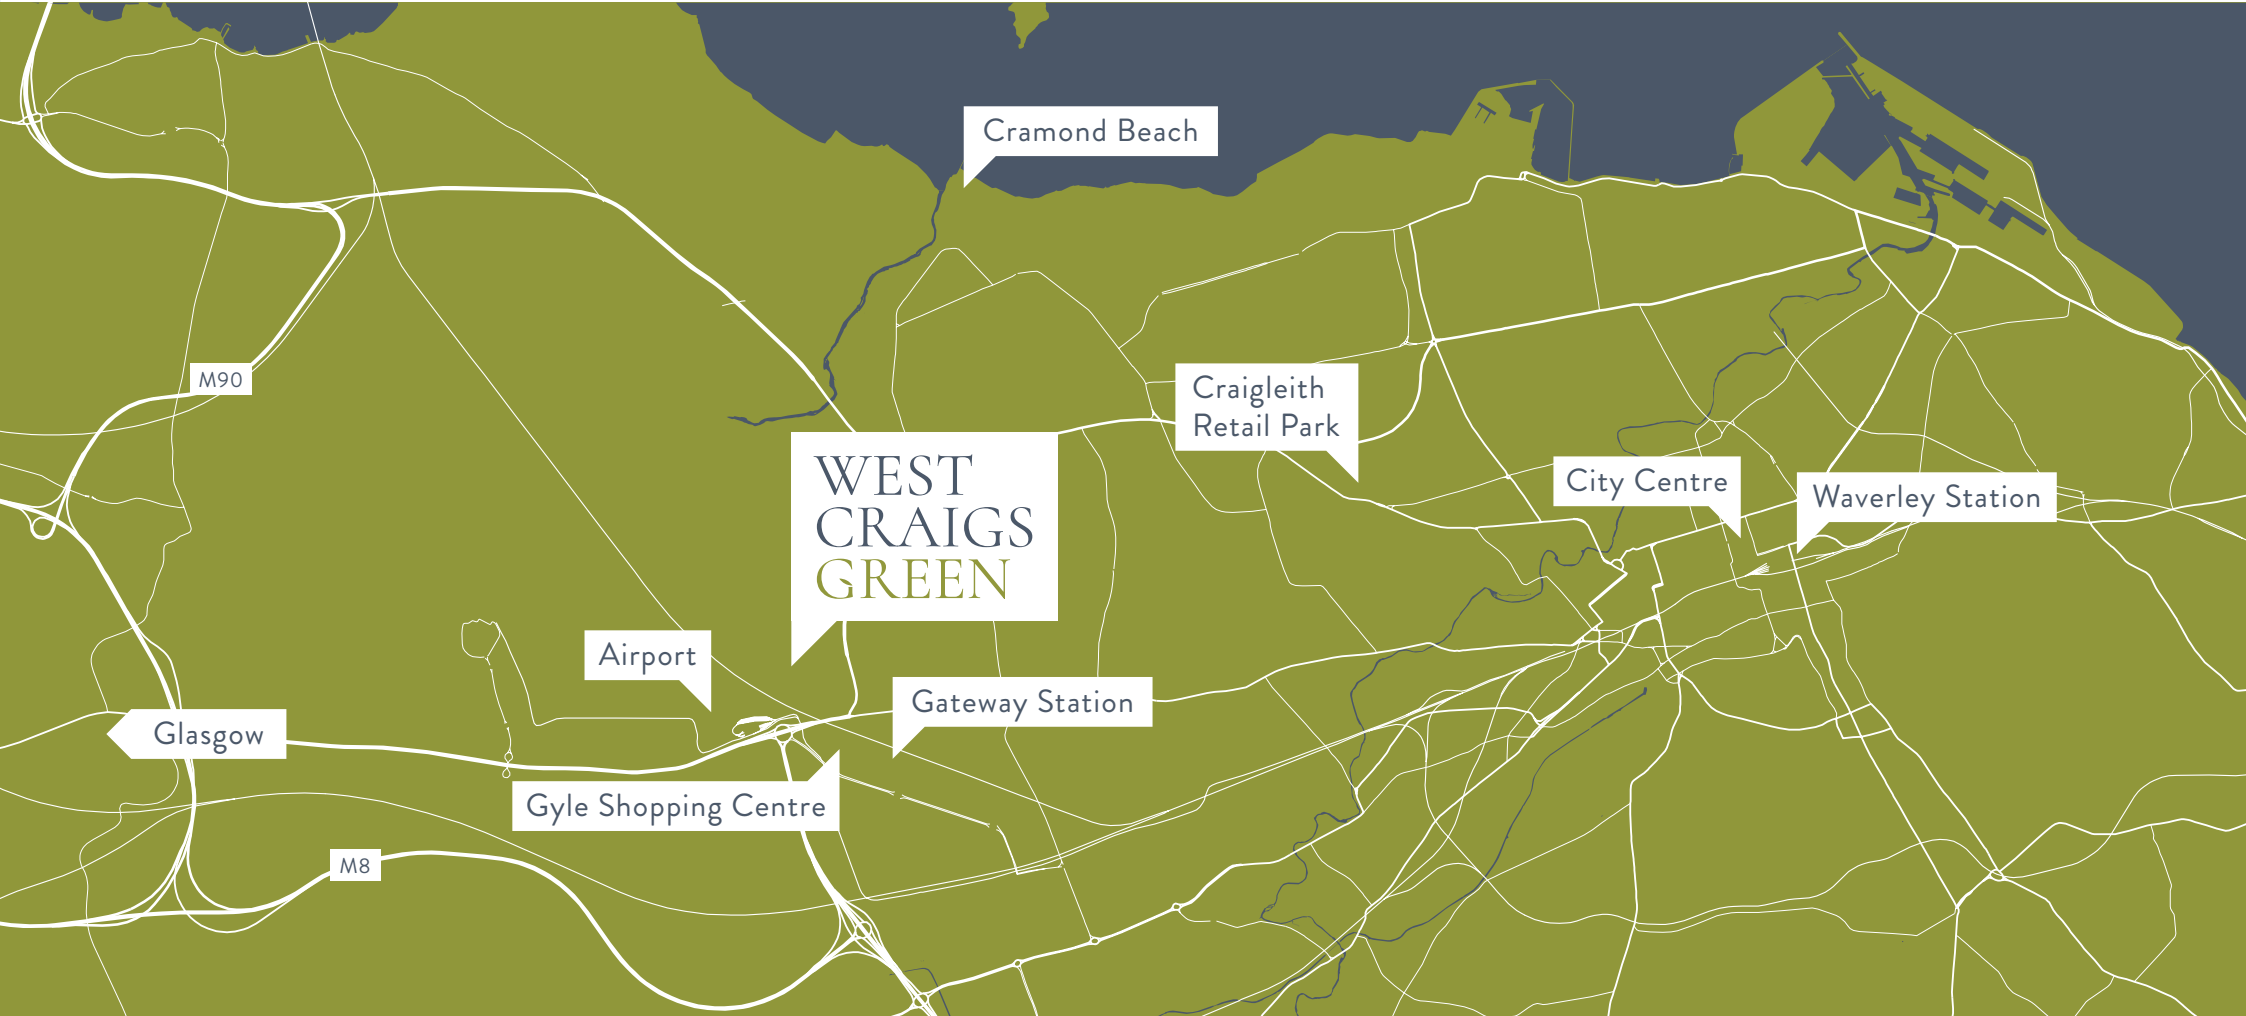 Cramond Beach
M90
Craigleith
Retail Park
WEST
CRAIGS
GREEN
City Centre
Waverley Station
Airport
Gateway Station
Glasgow
Gyle Shopping Centre
M8